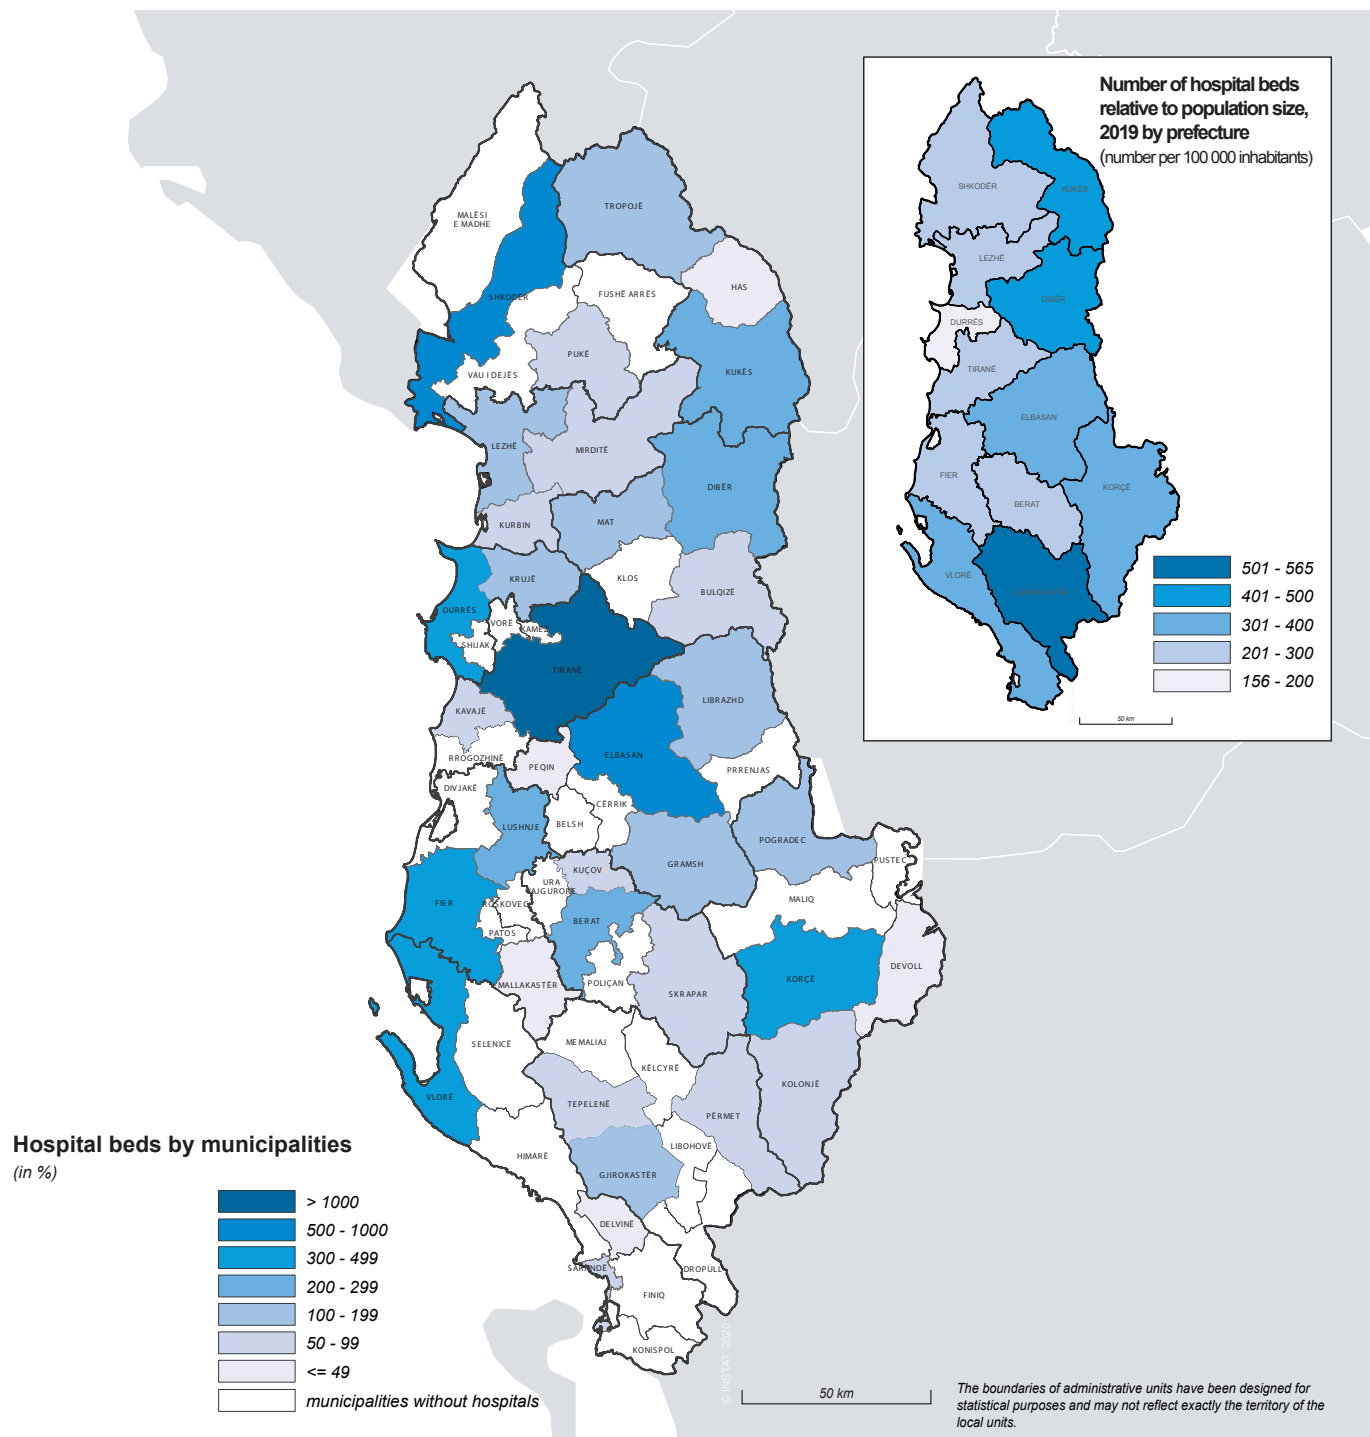 Number of hospital beds
relative to population size,
2019 by prefecture
(number per 100 000 inhabitants)
SHKODËR
KUKËS
LEZHË
DIBËR
DURRËS
TIRANË
ELBASAN
FIER
BERAT
KORÇË
VLORË
501 - 565
401 - 500
301 - 400
201 - 300
156 - 200
50 km
MALËSI
E MADHE
TROPOJË
SHKODËR
FUSHË ARRËS
HAS
PUKË
VAU I DEJËS
KUKËS
LEZHË
MIRDITË
DIBËR
KURBIN
MAT
KRUJË
KLOS
BULQIZË
DURRËS
VORË
KAMËZ
SHIJAK
TIRANË
LIBRAZHD
KAVAJË
RROGOZHINË
PEQIN
ELBASAN
PRRENJAS
DIVJAKË
CËRRIK
LUSHNJE
BELSH
POGRADEC
PUSTEC
GRAMSH
KUÇOV
URA
VAJGURORE
ROSKOVEC
FIER
MALIQ
BERAT
PATOS
DEVOLL
MALLAKASTËR
POLIÇAN
SKRAPAR
KORÇË
SELENICË
MEMALIAJ
KËLCYRË
KOLONJË
VLORË
TEPELENË
PËRMET
LIBOHOVË
HIMARË
GJIROKASTËR
DELVINË
SARANDË
DROPULL
FINIQ
KONISPOL
Hospital beds by municipalities
(in %)
> 1000
500 - 1000
300 - 499
200 - 299
100 - 199
50 - 99
<= 49
municipalities without hospitals
© INSTAT, 2020
50 km
The boundaries of administrative units have been designed for
statistical purposes and may not reflect exactly the territory of the
local units.